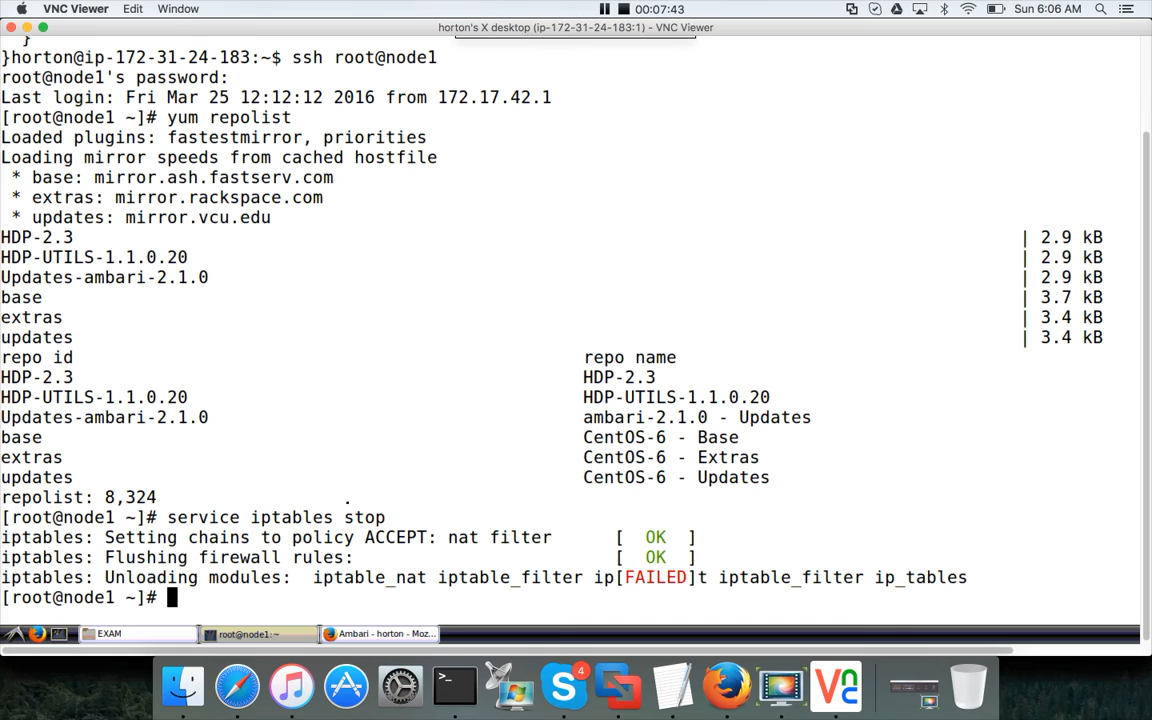 VNC Viewer Edit Window 00:07:43 Sun 6:06 AM
horton's X desktop (ip-172-31-24-183:1) - VNC Viewer
}
}horton@ip-172-31-24-183:~$ ssh root@node1
root@node1's password:
Last login: Fri Mar 25 12:12:12 2016 from 172.17.42.1
[root@node1 ~]# yum repolist
Loaded plugins: fastestmirror, priorities
Loading mirror speeds from cached hostfile
* base: mirror.ash.fastserv.com
* extras: mirror.rackspace.com
* updates: mirror.vcu.edu
HDP-2.3 | 2.9 kB
HDP-UTILS-1.1.0.20 | 2.9 kB
Updates-ambari-2.1.0 | 2.9 kB
base | 3.7 kB
extras | 3.4 kB
updates | 3.4 kB
repo id repo name
HDP-2.3 HDP-2.3
HDP-UTILS-1.1.0.20 HDP-UTILS-1.1.0.20
Updates-ambari-2.1.0 ambari-2.1.0 - Updates
base CentOS-6 - Base
extras CentOS-6 - Extras
updates CentOS-6 - Updates
repolist: 8,324
[root@node1 ~]# service iptables stop
iptables: Setting chains to policy ACCEPT: nat filter [ OK ]
iptables: Flushing firewall rules: [ OK ]
iptables: Unloading modules: iptable_nat iptable_filter ip[FAILED]t iptable_filter ip_tables
[root@node1 ~]#
EXAM root@node1:~ Ambari - horton - Moz...
>_ 4 VNC